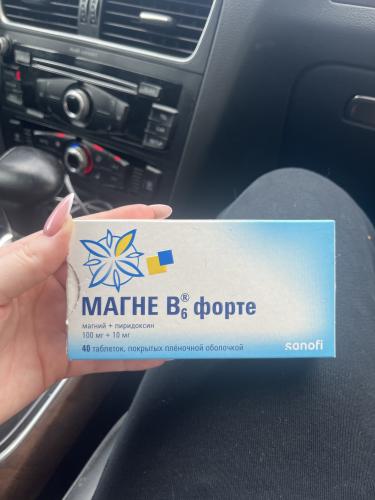 МАГНЕ B6® форте
магний + пиридоксин
100 мг + 10 мг
40 таблеток, покрытых плёночной оболочкой
sanofi